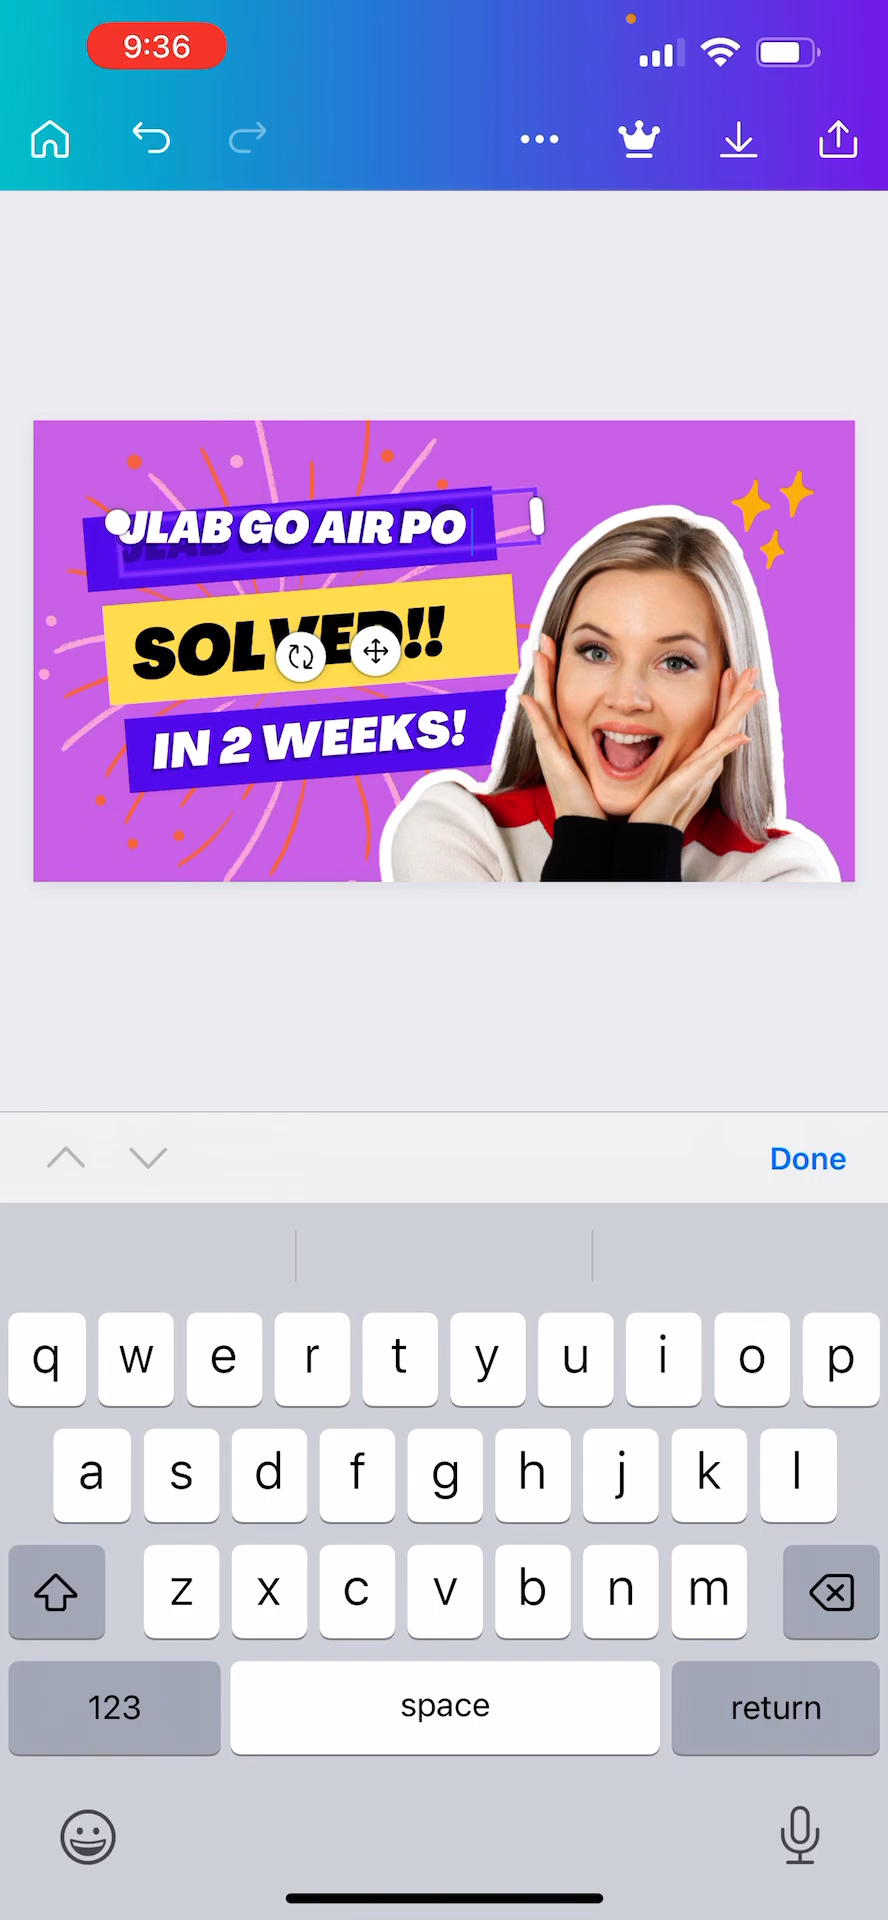 9:36
JLAB GO AIR PO
SOLVED!!
IN 2 WEEKS!
Done
q w e r t y u i o p
a s d f g h j k l
z x c v b n m
123 space return